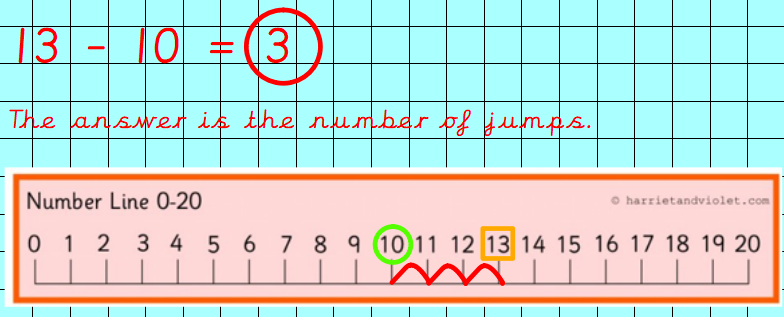 13 - 10 = 3
The answer is the number of jumps.
Number Line 0-20
© harrietandviolet.com
0 1 2 3 4 5 6 7 8 9 10 11 12 13 14 15 16 17 18 19 20